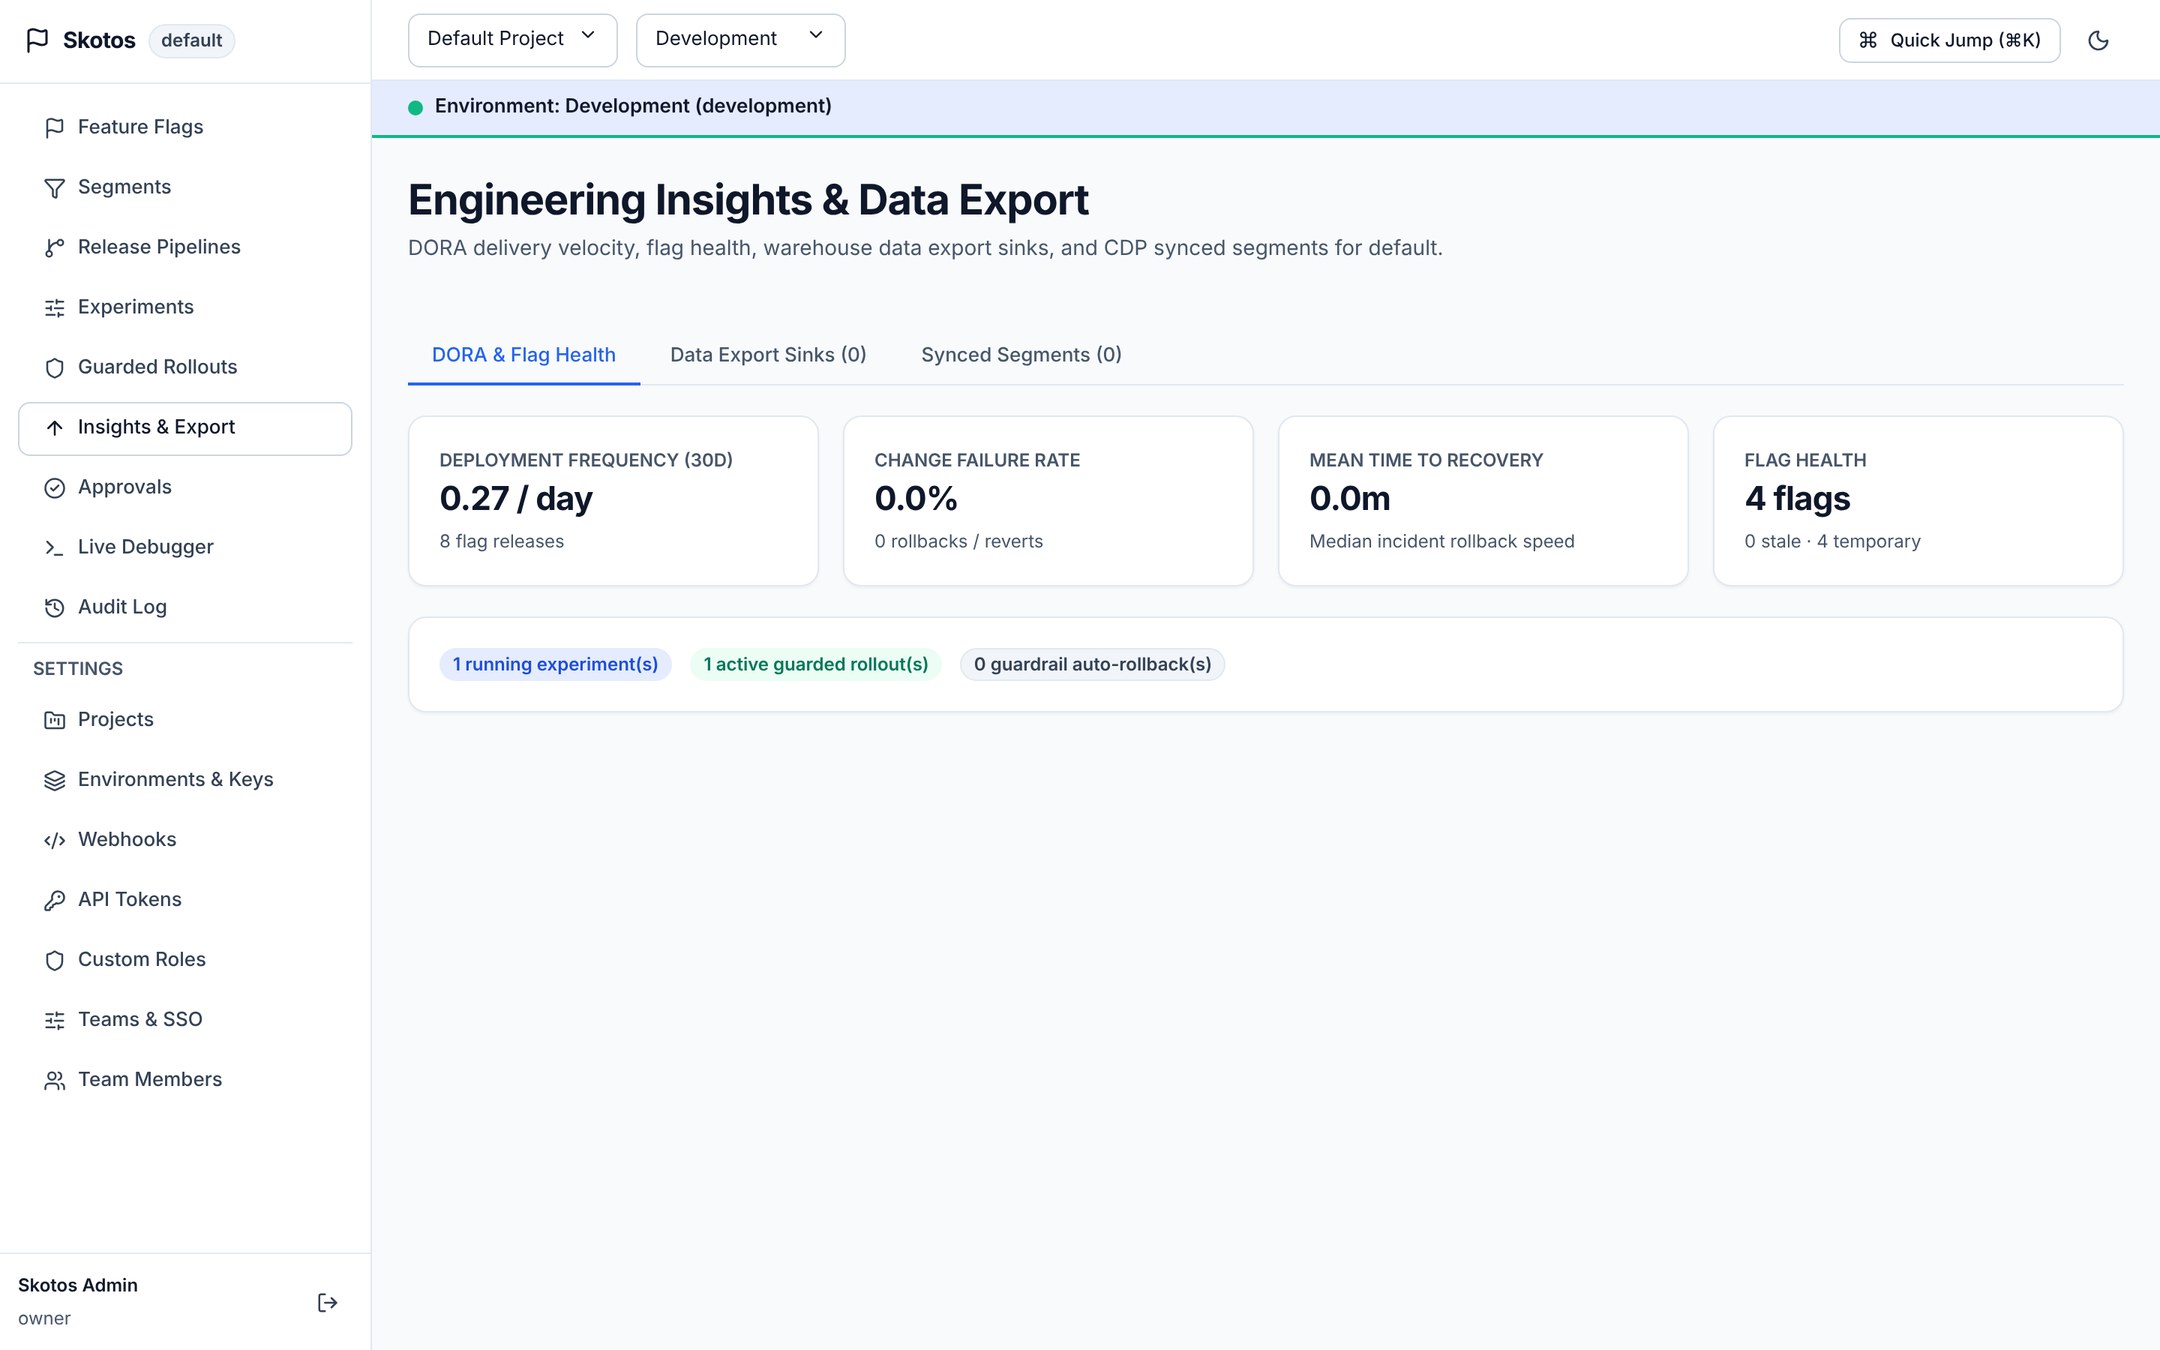 Skotos default
Default Project
Development
⌘ Quick Jump (⌘K)
Environment: Development (development)
Feature Flags
Segments
Release Pipelines
Experiments
Guarded Rollouts
Insights & Export
Approvals
Live Debugger
Audit Log
SETTINGS
Projects
Environments & Keys
Webhooks
API Tokens
Custom Roles
Teams & SSO
Team Members
Skotos Admin
owner
Engineering Insights & Data Export
DORA delivery velocity, flag health, warehouse data export sinks, and CDP synced segments for default.
DORA & Flag Health
Data Export Sinks (0)
Synced Segments (0)
DEPLOYMENT FREQUENCY (30D)
0.27 / day
8 flag releases
CHANGE FAILURE RATE
0.0%
0 rollbacks / reverts
MEAN TIME TO RECOVERY
0.0m
Median incident rollback speed
FLAG HEALTH
4 flags
0 stale · 4 temporary
1 running experiment(s)
1 active guarded rollout(s)
0 guardrail auto-rollback(s)